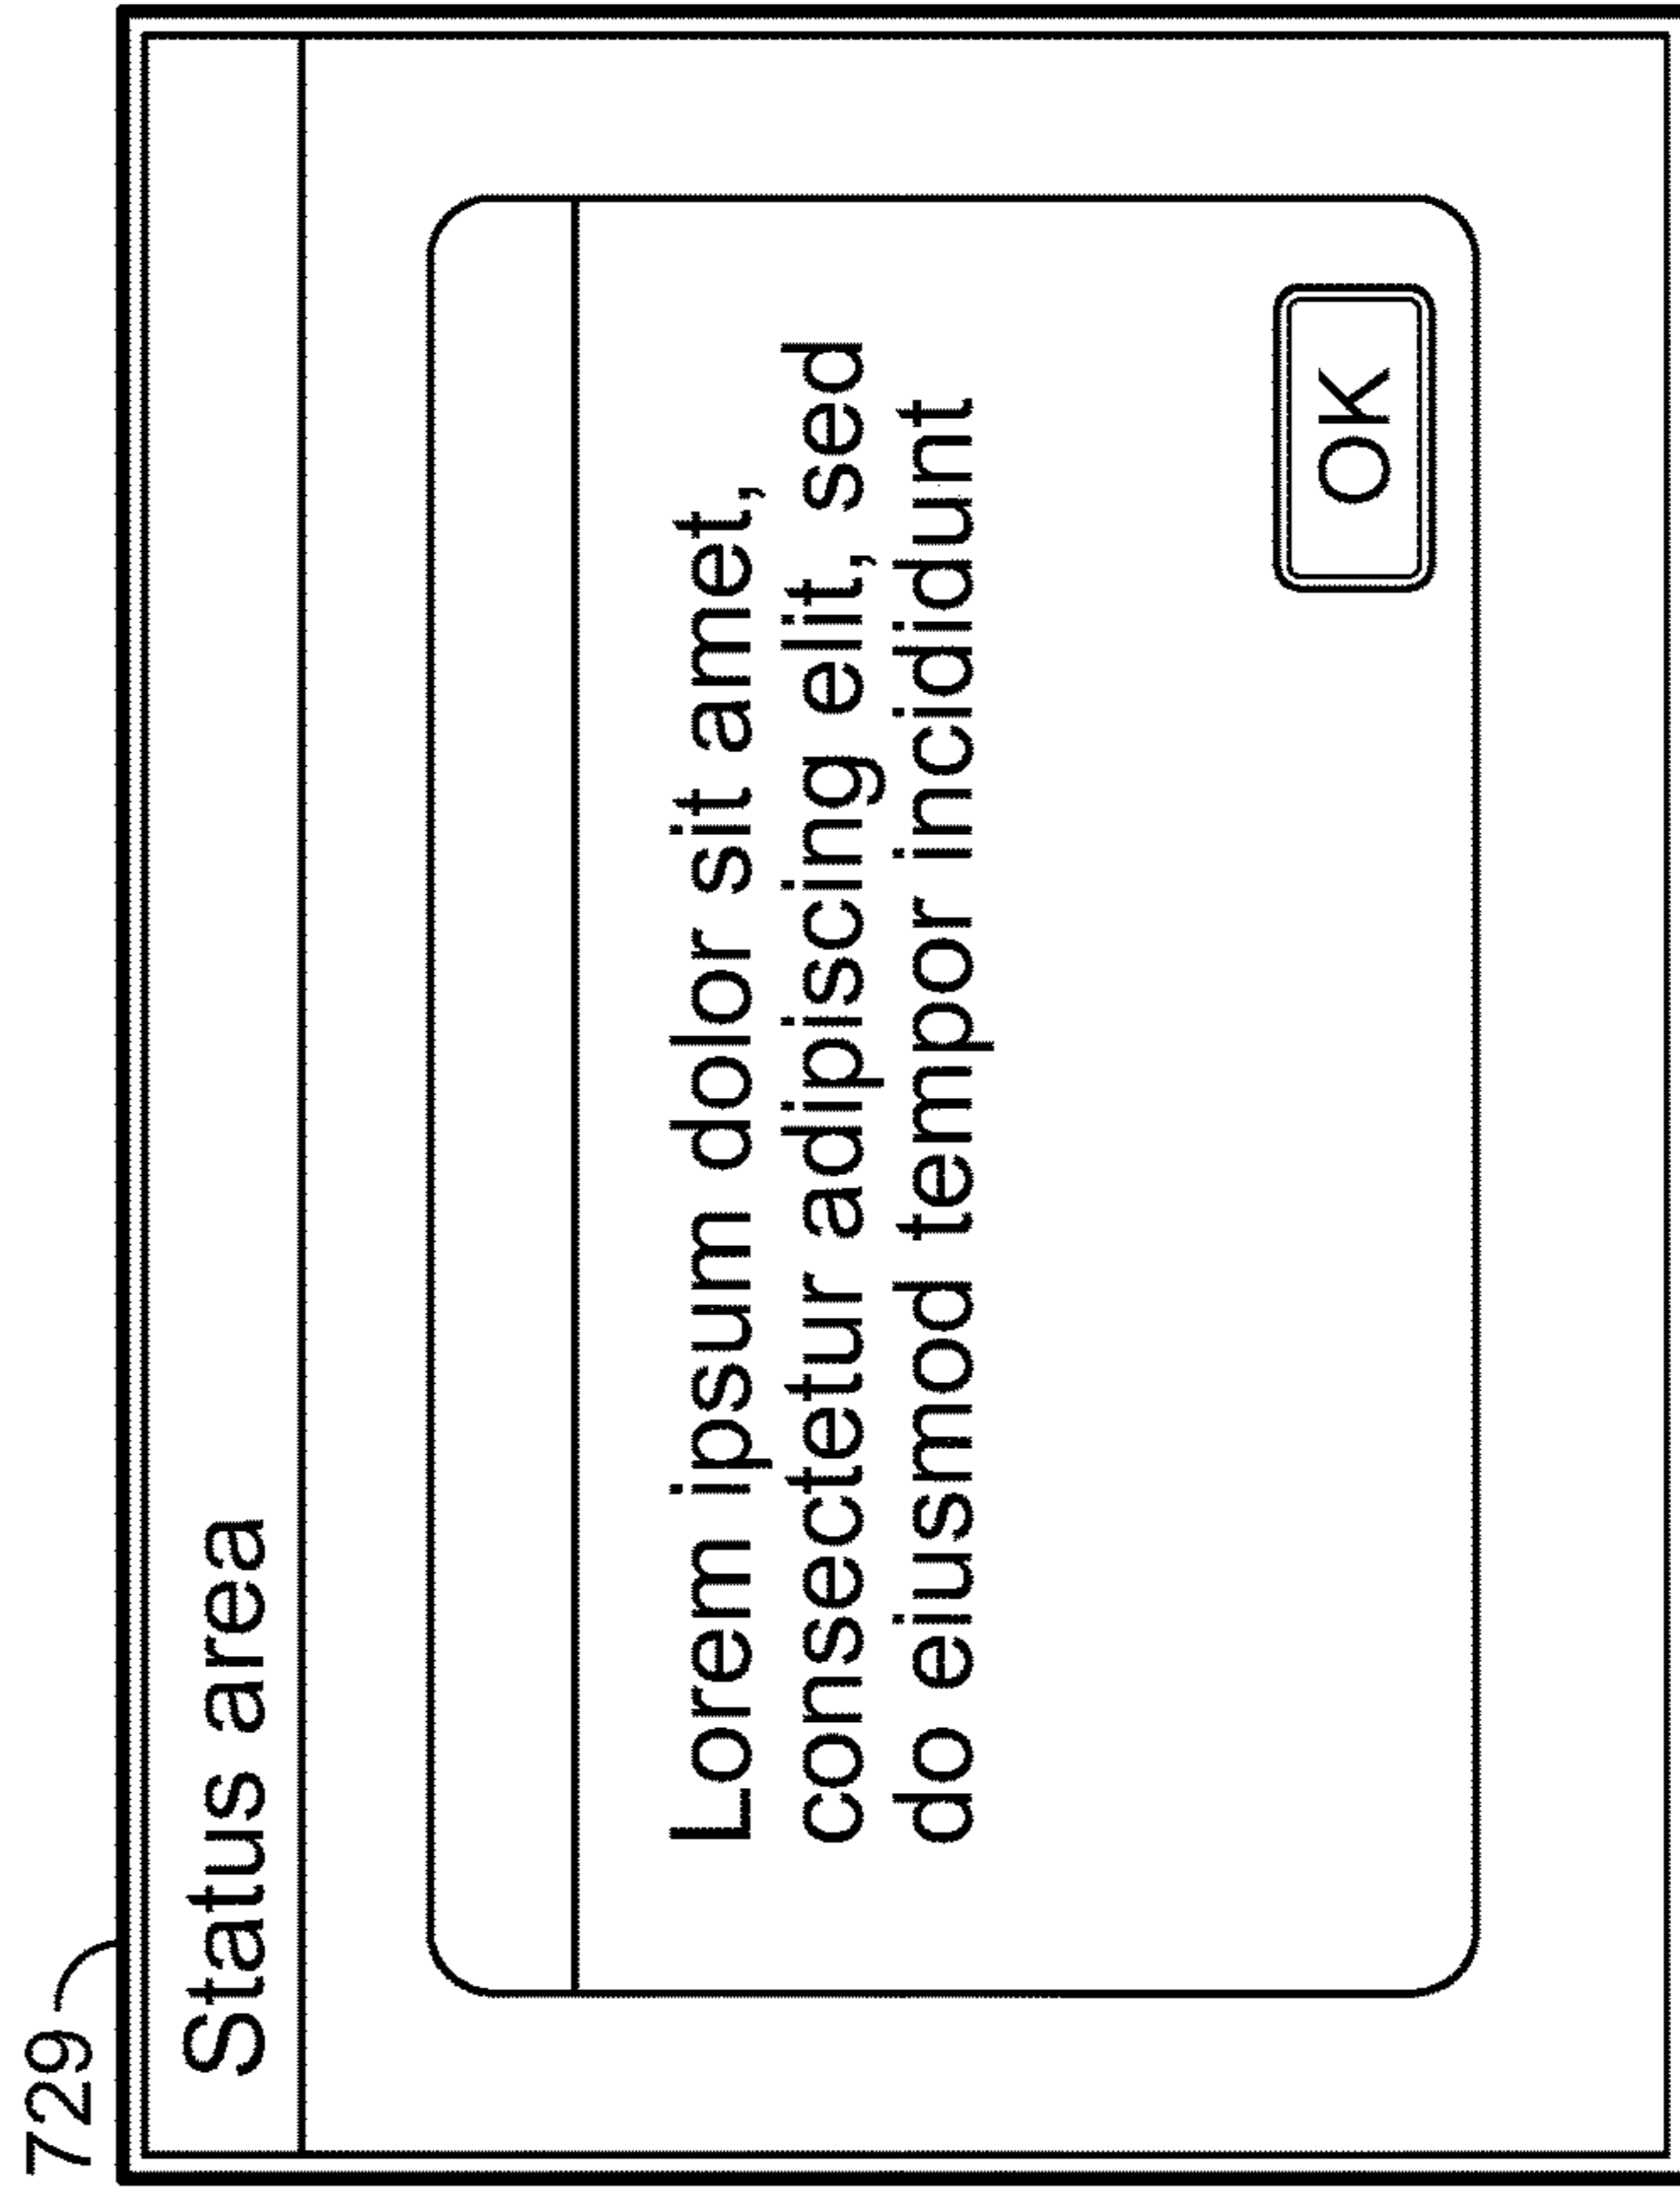 729
Status area
Lorem ipsum dolor sit amet,
consectetur adipiscing elit, sed
do eiusmod tempor incididunt
OK